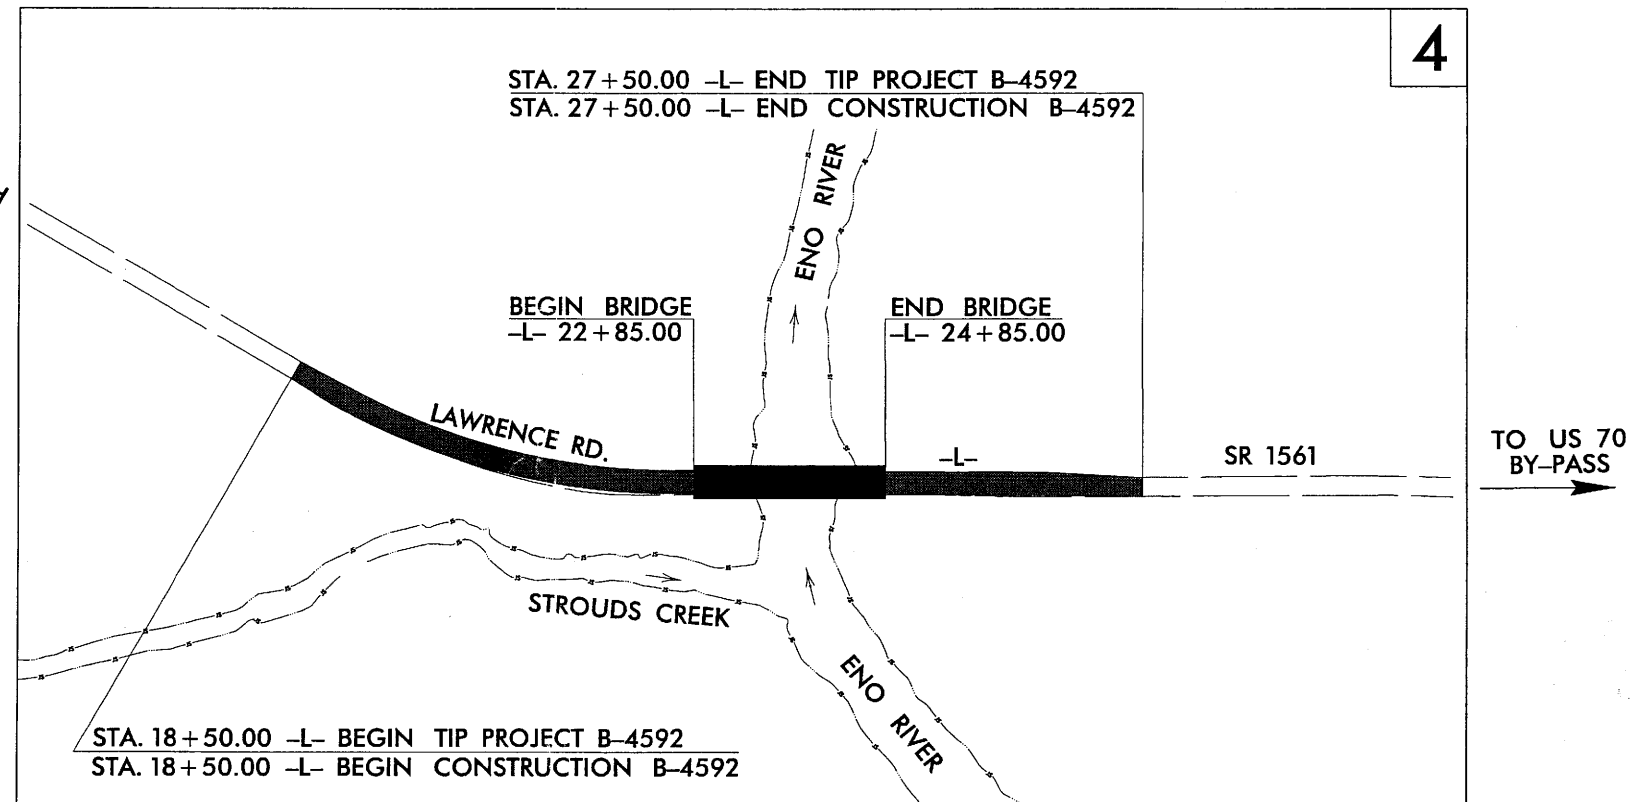 4
STA. 27+50.00 -L- END TIP PROJECT B-4592
STA. 27+50.00 -L- END CONSTRUCTION B-4592
ENO RIVER
BEGIN BRIDGE
-L- 22+85.00
END BRIDGE
-L- 24+85.00
LAWRENCE RD.
-L-
SR 1561
TO US 70
BY-PASS
STROUDS CREEK
ENO RIVER
STA. 18+50.00 -L- BEGIN TIP PROJECT B-4592
STA. 18+50.00 -L- BEGIN CONSTRUCTION B-4592